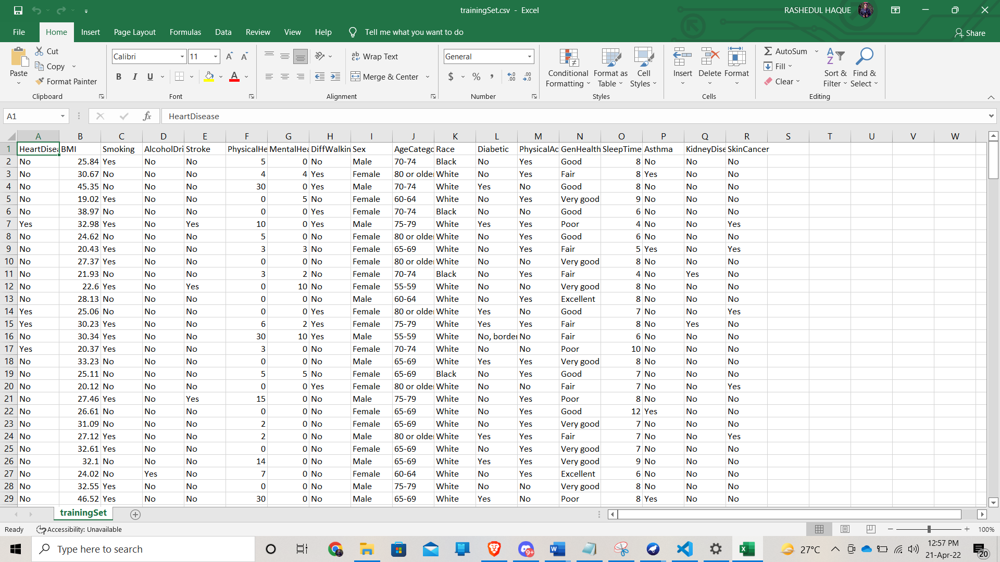 trainingSet.csv - Excel
RASHEDUL HAQUE
File Home Insert Page Layout Formulas Data Review View Help Tell me what you want to do
Share
Paste
Cut
Copy
Format Painter
Clipboard
Calibri 11
B I U
Font
Wrap Text
Merge & Center
Alignment
General
$ % ,
Number
Conditional Formatting
Format as Table
Cell Styles
Styles
Insert Delete Format
Cells
AutoSum
Fill
Clear
Sort & Filter
Find & Select
Editing
A1 fx HeartDisease
A B C D E F G H I J K L M N O P Q R S T U V W
1 HeartDisea BMI Smoking AlcoholDri Stroke PhysicalHe MentalHea DiffWalkin Sex AgeCatego Race Diabetic PhysicalAc GenHealth SleepTime Asthma KidneyDise SkinCancer
2 No 25.84 Yes No No 5 0 No Male 70-74 Black No Yes Good 8 No No No
3 No 30.67 No No No 4 4 Yes Female 80 or older White No Yes Fair 8 Yes No No
4 No 45.35 No No No 30 0 Yes Male 70-74 White Yes No Good 8 No No No
5 No 19.02 Yes No No 0 5 No Female 60-64 White No Yes Very good 9 No No No
6 No 38.97 No No No 0 0 Yes Female 70-74 Black No No Good 6 No No No
7 Yes 32.98 Yes No Yes 10 0 Yes Male 75-79 White Yes Yes Poor 4 No No Yes
8 No 24.62 No No No 5 0 No Female 80 or older White No Yes Good 6 No No No
9 No 20.43 Yes No No 3 3 No Female 65-69 White No Yes Fair 5 Yes No Yes
10 No 27.37 Yes No No 0 0 No Female 80 or older White No No Very good 8 No No No
11 No 21.93 No No No 3 2 No Female 70-74 Black No Yes Fair 4 No Yes No
12 No 22.6 Yes No Yes 0 10 No Female 55-59 White No No Very good 8 No No No
13 No 28.13 No No No 0 0 No Male 60-64 White No Yes Excellent 8 No No No
14 Yes 25.06 No No No 0 0 Yes Female 80 or older White Yes No Good 7 No No Yes
15 Yes 30.23 Yes No No 6 2 Yes Female 75-79 White Yes Yes Fair 8 No Yes No
16 No 30.34 Yes No No 30 10 Yes Male 55-59 White No, border No Fair 6 No No No
17 Yes 20.37 Yes No No 3 0 No Female 70-74 White No No Poor 10 No No No
18 No 33.23 No No No 0 0 No Male 65-69 White Yes Yes Very good 8 No No No
19 No 25.11 No No No 5 5 No Female 65-69 Black No Yes Good 7 No No No
20 No 20.12 No No No 0 0 Yes Female 80 or older White No No Fair 7 No No Yes
21 No 27.46 Yes No Yes 15 0 No Male 75-79 White No Yes Poor 8 No No No
22 No 26.61 No No No 0 0 No Female 65-69 White No Yes Good 12 Yes No No
23 No 31.09 No No No 2 0 No Female 65-69 White No Yes Very good 7 No No No
24 No 27.12 Yes No No 2 0 No Male 80 or older White Yes Yes Fair 7 No No Yes
25 No 32.61 Yes No No 0 0 No Female 65-69 White No Yes Very good 7 No No No
26 No 32.1 No No No 14 0 No Male 65-69 White Yes Yes Very good 9 No No No
27 No 24.02 No Yes No 7 0 No Female 60-64 White No Yes Excellent 6 No No No
28 No 32.55 Yes No No 0 0 No Male 75-79 White No No Very good 8 No No No
29 No 46.52 Yes No No 30 0 No Male 65-69 White Yes No Poor 8 Yes No No
trainingSet
Ready Accessibility: Unavailable
100%
Type here to search
9+
27°C
12:57 PM
21-Apr-22
20